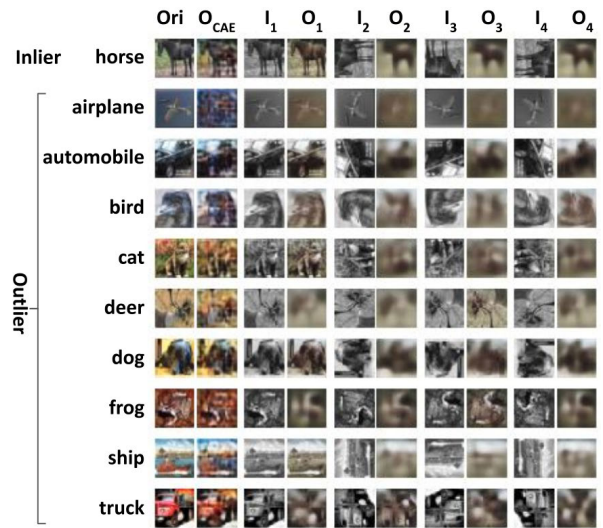 Ori O_CAE I_1 O_1 I_2 O_2 I_3 O_3 I_4 O_4
Inlier horse
airplane
automobile
bird
cat
Outlier
deer
dog
frog
ship
truck